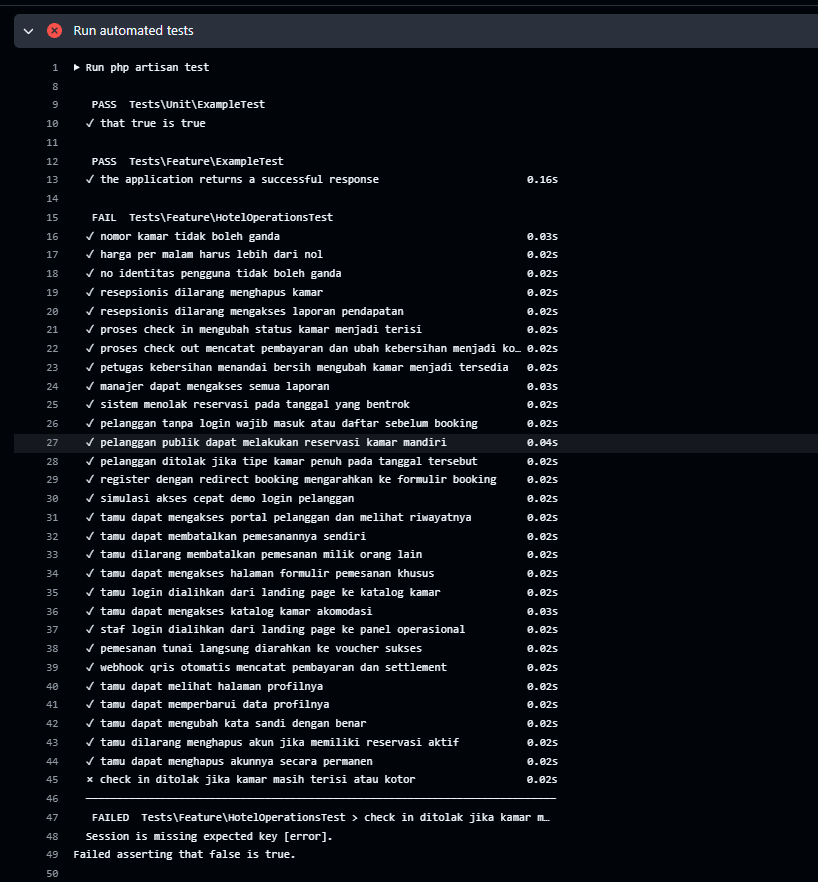 Run automated tests
1 Run php artisan test
8
9 PASS Tests\Unit\ExampleTest
10 ✓ that true is true
11
12 PASS Tests\Feature\ExampleTest
13 ✓ the application returns a successful response 0.16s
14
15 FAIL Tests\Feature\HotelOperationsTest
16 ✓ nomor kamar tidak boleh ganda 0.03s
17 ✓ harga per malam harus lebih dari nol 0.02s
18 ✓ no identitas pengguna tidak boleh ganda 0.02s
19 ✓ resepsionis dilarang menghapus kamar 0.02s
20 ✓ resepsionis dilarang mengakses laporan pendapatan 0.02s
21 ✓ proses check in mengubah status kamar menjadi terisi 0.02s
22 ✓ proses check out mencatat pembayaran dan ubah kebersihan menjadi ko… 0.02s
23 ✓ petugas kebersihan menandai bersih mengubah kamar menjadi tersedia 0.02s
24 ✓ manajer dapat mengakses semua laporan 0.03s
25 ✓ sistem menolak reservasi pada tanggal yang bentrok 0.02s
26 ✓ pelanggan tanpa login wajib masuk atau daftar sebelum booking 0.02s
27 ✓ pelanggan publik dapat melakukan reservasi kamar mandiri 0.04s
28 ✓ pelanggan ditolak jika tipe kamar penuh pada tanggal tersebut 0.02s
29 ✓ register dengan redirect booking mengarahkan ke formulir booking 0.02s
30 ✓ simulasi akses cepat demo login pelanggan 0.02s
31 ✓ tamu dapat mengakses portal pelanggan dan melihat riwayatnya 0.02s
32 ✓ tamu dapat membatalkan pemesanannya sendiri 0.02s
33 ✓ tamu dilarang membatalkan pemesanan milik orang lain 0.02s
34 ✓ tamu dapat mengakses halaman formulir pemesanan khusus 0.02s
35 ✓ tamu login dialihkan dari landing page ke katalog kamar 0.02s
36 ✓ tamu dapat mengakses katalog kamar akomodasi 0.03s
37 ✓ staf login dialihkan dari landing page ke panel operasional 0.02s
38 ✓ pemesanan tunai langsung diarahkan ke voucher sukses 0.02s
39 ✓ webhook qris otomatis mencatat pembayaran dan settlement 0.02s
40 ✓ tamu dapat melihat halaman profilnya 0.02s
41 ✓ tamu dapat memperbarui data profilnya 0.02s
42 ✓ tamu dapat mengubah kata sandi dengan benar 0.02s
43 ✓ tamu dilarang menghapus akun jika memiliki reservasi aktif 0.02s
44 ✓ tamu dapat menghapus akunnya secara permanen 0.02s
45 ⨯ check in ditolak jika kamar masih terisi atau kotor 0.02s
46
47 FAILED Tests\Feature\HotelOperationsTest > check in ditolak jika kamar m…
48 Session is missing expected key [error].
49 Failed asserting that false is true.
50